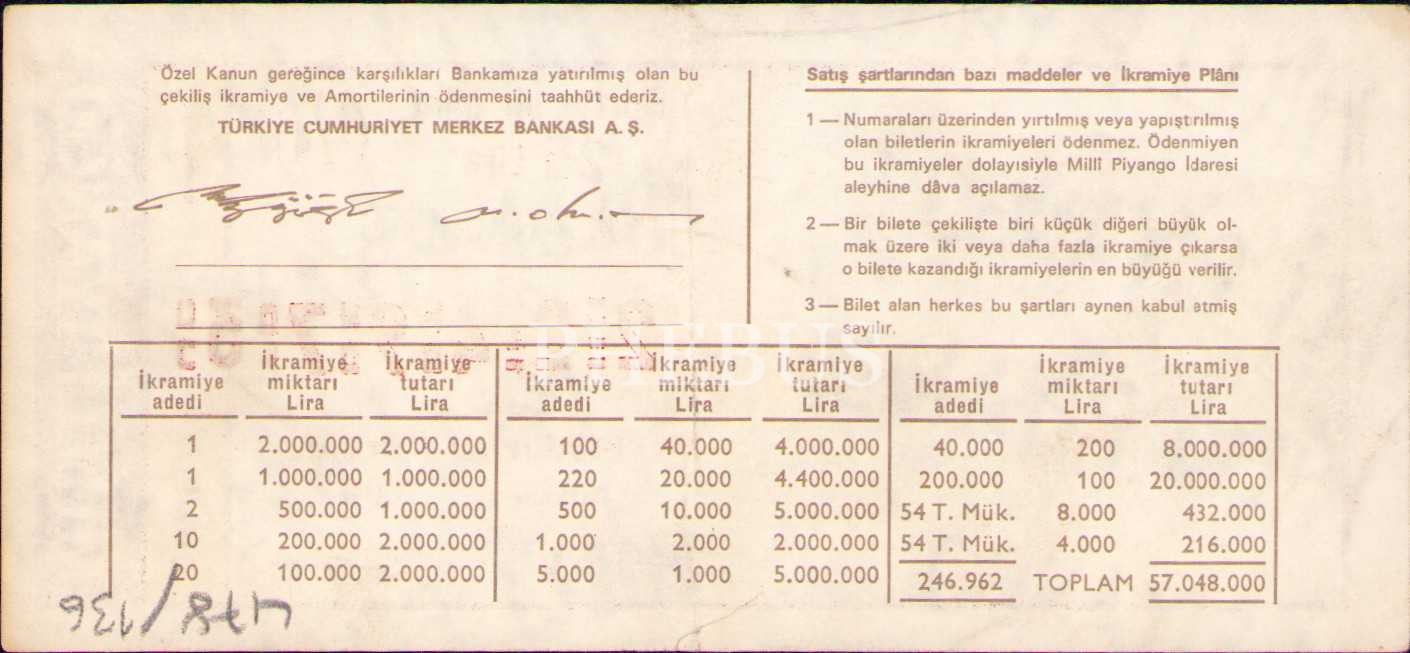 Özel Kanun gereğince karşılıkları Bankamıza yatırılmış olan bu
çekiliş ikramiye ve Amortilerinin ödenmesini taahhüt ederiz.
TÜRKİYE CUMHURİYET MERKEZ BANKASI A. Ş.
Satış şartlarından bazı maddeler ve İkramiye Plânı
1 — Numaraları üzerinden yırtılmış veya yapıştırılmış
olan biletlerin ikramiyeleri ödenmez. Ödenmiyen
bu ikramiyeler dolayısiyle Millî Piyango İdaresi
aleyhine dâva açılamaz.
2 — Bir bilete çekilişte biri küçük diğeri büyük ol-
mak üzere iki veya daha fazla ikramiye çıkarsa
o bilete kazandığı ikramiyelerin en büyüğü verilir.
3 — Bilet alan herkes bu şartları aynen kabul etmiş
sayılır.
PHEBUS
İkramiye adedi İkramiye miktarı Lira İkramiye tutarı Lira İkramiye adedi İkramiye miktarı Lira İkramiye tutarı Lira İkramiye adedi İkramiye miktarı Lira İkramiye tutarı Lira
1 2.000.000 2.000.000 100 40.000 4.000.000 40.000 200 8.000.000
1 1.000.000 1.000.000 220 20.000 4.400.000 200.000 100 20.000.000
2 500.000 1.000.000 500 10.000 5.000.000 54 T. Mük. 8.000 432.000
10 200.000 2.000.000 1.000 2.000 2.000.000 54 T. Mük. 4.000 216.000
20 100.000 2.000.000 5.000 1.000 5.000.000 246.962 TOPLAM 57.048.000